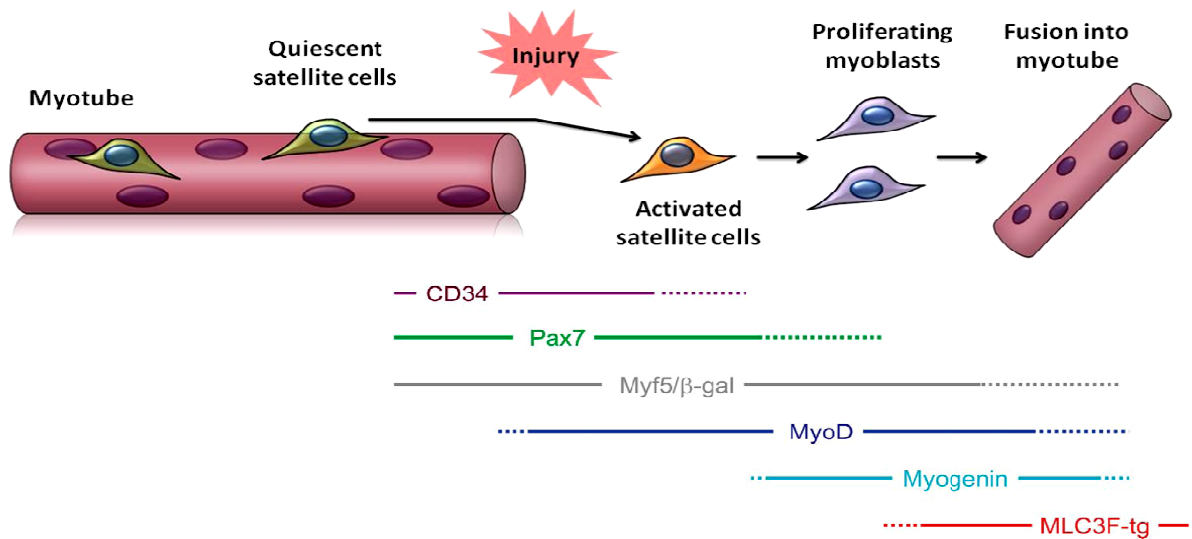 Myotube
Quiescent
satellite cells
Injury
Activated
satellite cells
Proliferating
myoblasts
Fusion into
myotube
CD34
Pax7
Myf5/β-gal
MyoD
Myogenin
MLC3F-tg